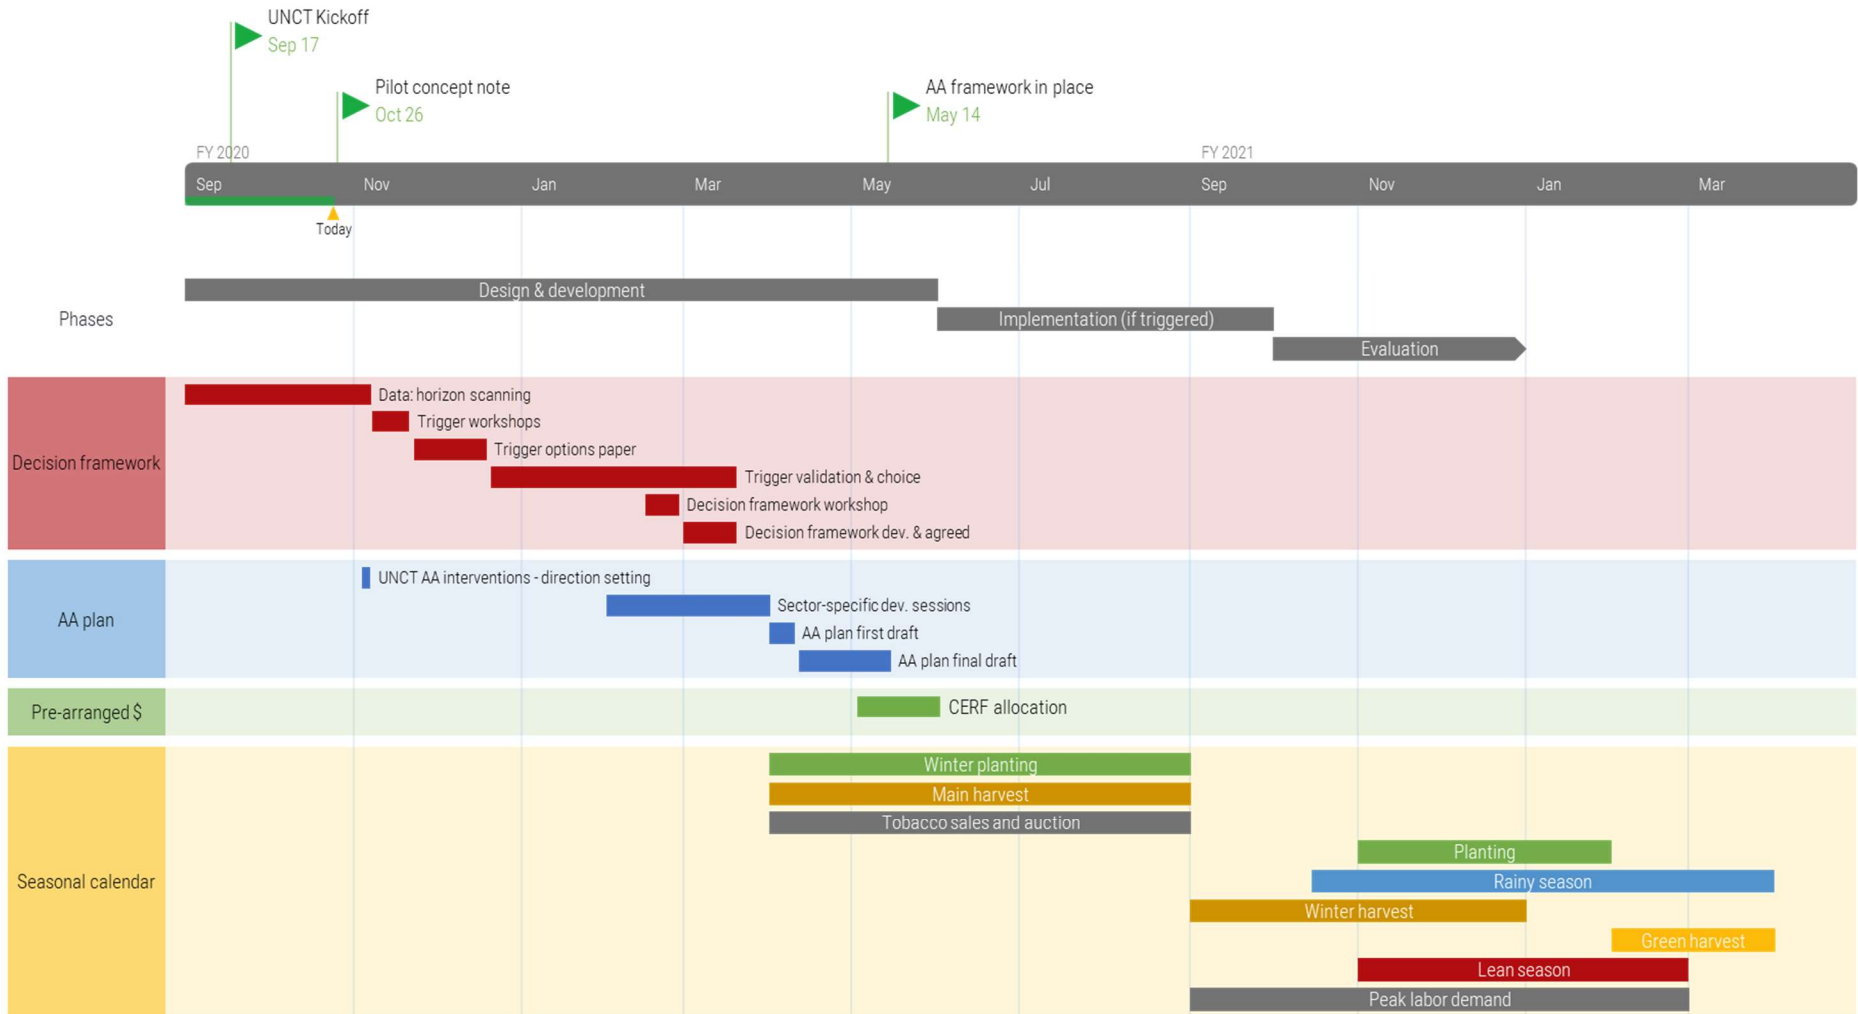 UNCT Kickoff
Sep 17
Pilot concept note
Oct 26
AA framework in place
May 14
FY 2020
FY 2021
Sep Nov Jan Mar May Jul Sep Nov Jan Mar
Today
Phases
Design & development
Implementation (if triggered)
Evaluation
Decision framework
Data: horizon scanning
Trigger workshops
Trigger options paper
Trigger validation & choice
Decision framework workshop
Decision framework dev. & agreed
AA plan
UNCT AA interventions - direction setting
Sector-specific dev. sessions
AA plan first draft
AA plan final draft
Pre-arranged $
CERF allocation
Seasonal calendar
Winter planting
Main harvest
Tobacco sales and auction
Planting
Rainy season
Winter harvest
Green harvest
Lean season
Peak labor demand